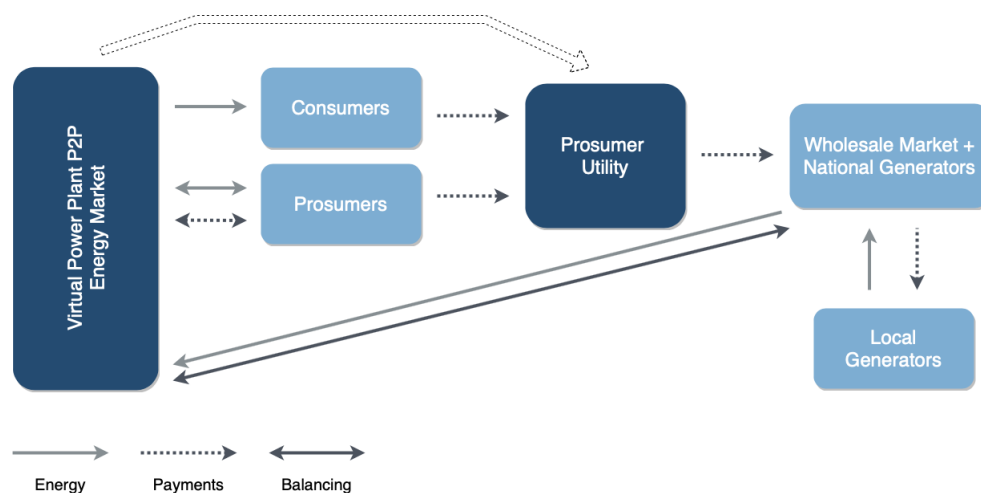 Virtual Power Plant P2P
Energy Market
Consumers
Prosumers
Prosumer
Utility
Wholesale Market +
National Generators
Local
Generators
Energy
Payments
Balancing